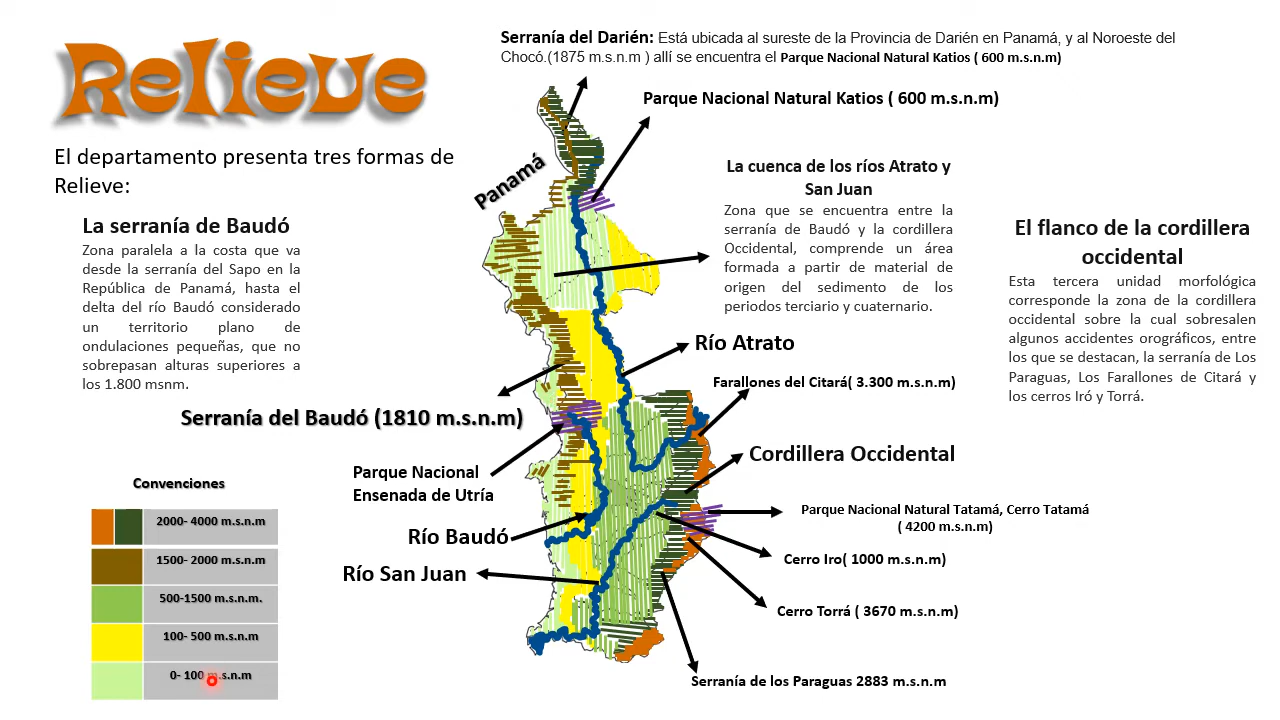 Relieve
El departamento presenta tres formas de
Relieve:
La serranía de Baudó
Zona paralela a la costa que va
desde la serranía del Sapo en la
República de Panamá, hasta el
delta del río Baudó considerado
un territorio plano de
ondulaciones pequeñas, que no
sobrepasan alturas superiores a
los 1.800 msnm.
Serranía del Darién: Está ubicada al sureste de la Provincia de Darién en Panamá, y al Noroeste del
Chocó.(1875 m.s.n.m ) allí se encuentra el Parque Nacional Natural Katios ( 600 m.s.n.m)
Parque Nacional Natural Katios ( 600 m.s.n.m)
Panamá
La cuenca de los ríos Atrato y
San Juan
Zona que se encuentra entre la
serranía de Baudó y la cordillera
Occidental, comprende un área
formada a partir de material de
origen del sedimento de los
periodos terciario y cuaternario.
El flanco de la cordillera
occidental
Esta tercera unidad morfológica
corresponde la zona de la cordillera
occidental sobre la cual sobresalen
algunos accidentes orográficos, entre
los que se destacan, la serranía de Los
Paraguas, Los Farallones de Citará y
los cerros Iró y Torrá.
Río Atrato
Farallones del Citará( 3.300 m.s.n.m)
Serranía del Baudó (1810 m.s.n.m)
Cordillera Occidental
Parque Nacional
Ensenada de Utría
Parque Nacional Natural Tatamá, Cerro Tatamá
( 4200 m.s.n.m)
Río Baudó
Cerro Iro( 1000 m.s.n.m)
Río San Juan
Cerro Torrá ( 3670 m.s.n.m)
Serranía de los Paraguas 2883 m.s.n.m
Convenciones
2000- 4000 m.s.n.m
1500- 2000 m.s.n.m
500-1500 m.s.n.m.
100- 500 m.s.n.m
0- 100 m.s.n.m